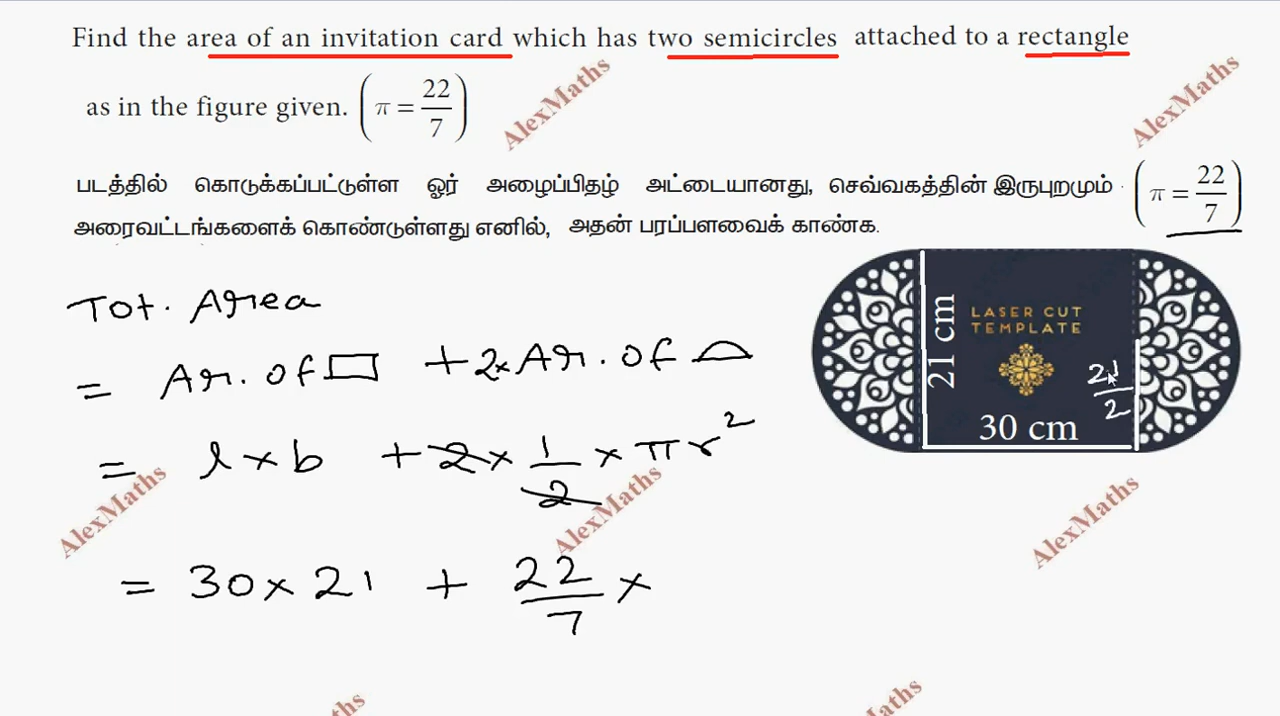 Find the area of an invitation card which has two semicircles attached to a rectangle
as in the figure given. (π = 22/7)
AlexMaths
AlexMaths
படத்தில் கொடுக்கப்பட்டுள்ள ஓர் அழைப்பிதழ் அட்டையானது, செவ்வகத்தின் இருபுறமும் (π = 22/7)
அரைவட்டங்களைக் கொண்டுள்ளது எனில், அதன் பரப்பளவைக் காண்க.
Tot. Area
= Ar. of ▭ + 2× Ar. of ⌓
= l × b + 2 × 1/2 × πr²
= 30 × 21 + 22/7 ×
21 cm
LASER CUT
TEMPLATE
21/2
30 cm
AlexMaths
AlexMaths
AlexMaths
Maths
Maths